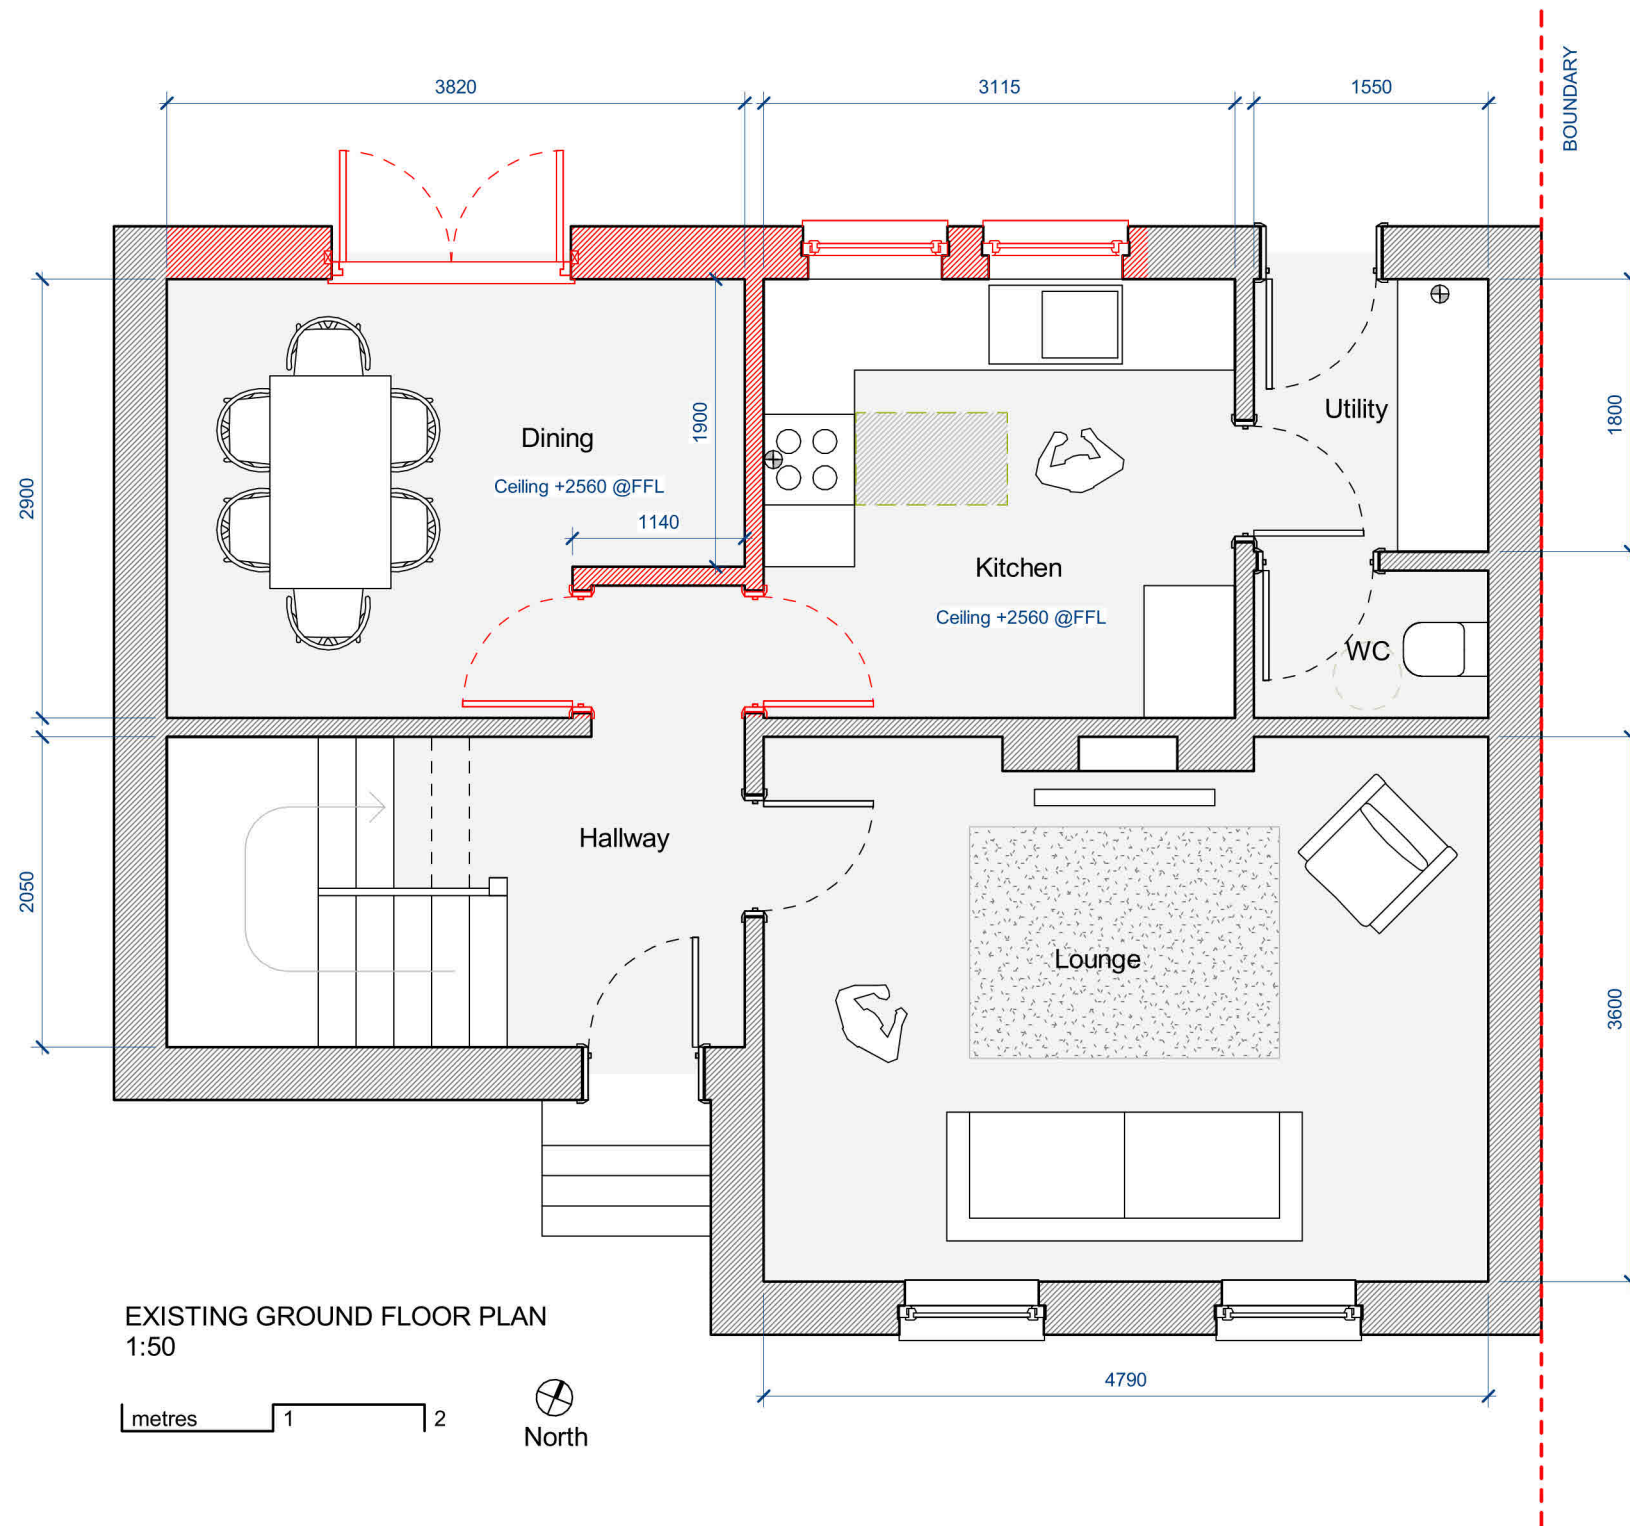 3820
3115
1550
BOUNDARY
2900
1900
1800
Dining
Ceiling +2560 @FFL
1140
Utility
Kitchen
Ceiling +2560 @FFL
WC
2050
Hallway
Lounge
3600
EXISTING GROUND FLOOR PLAN
1:50
4790
metres 1 2
North